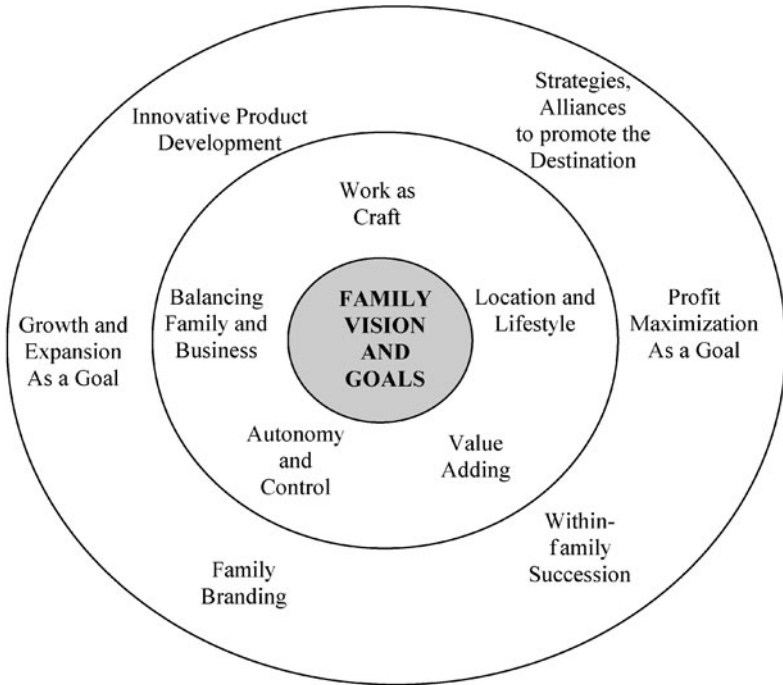 Innovative Product
Development
Strategies,
Alliances
to promote the
Destination
Work as
Craft
Growth and
Expansion
As a Goal
Balancing
Family and
Business
FAMILY
VISION
AND
GOALS
Location and
Lifestyle
Profit
Maximization
As a Goal
Autonomy
and
Control
Value
Adding
Family
Branding
Within-
family
Succession